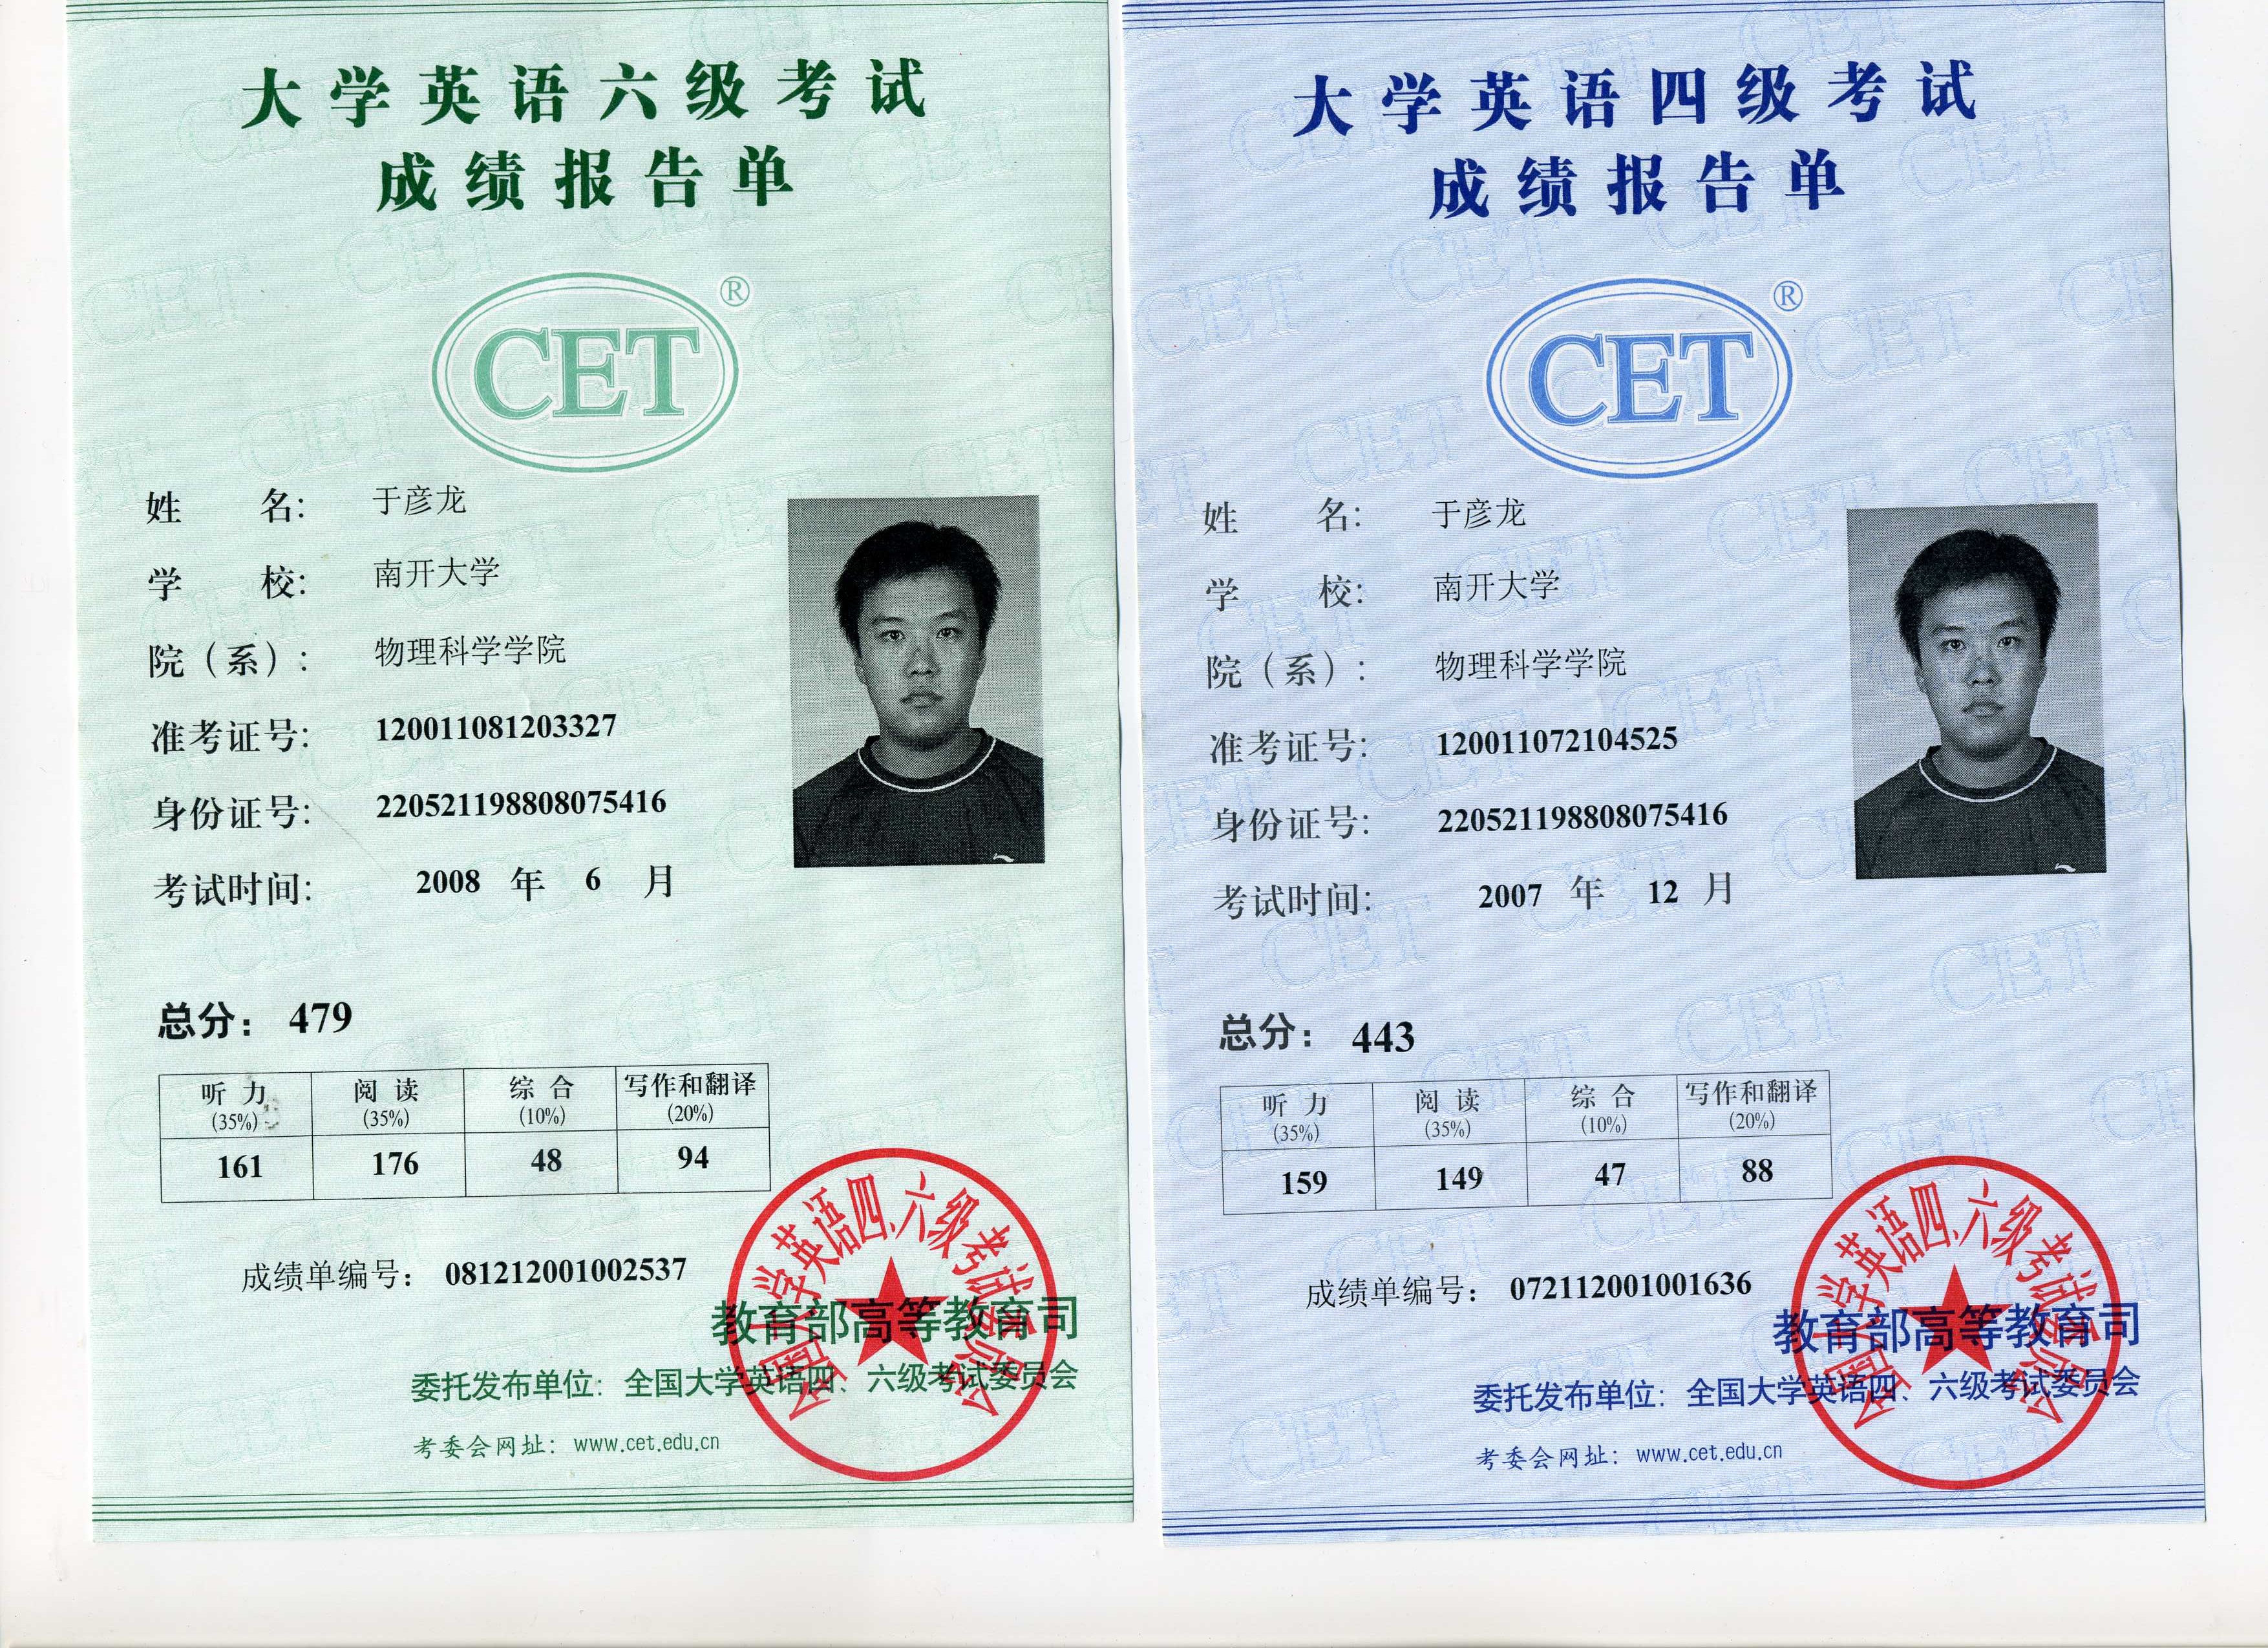 大学英语六级考试
成绩报告单
CET®
姓 名: 于彦龙
学 校: 南开大学
院（系）: 物理科学学院
准考证号: 120011081203327
身份证号: 220521198808075416
考试时间: 2008 年 6 月
总分: 479
听 力 阅 读 综 合 写作和翻译
(35%) (35%) (10%) (20%)
161 176 48 94
成绩单编号: 081212001002537
教育部高等教育司
委托发布单位: 全国大学英语四、六级考试委员会
考委会网址: www.cet.edu.cn
全国大学英语四、六级考试委员会
大学英语四级考试
成绩报告单
CET®
姓 名: 于彦龙
学 校: 南开大学
院（系）: 物理科学学院
准考证号: 120011072104525
身份证号: 220521198808075416
考试时间: 2007 年 12 月
总分: 443
听 力 阅 读 综 合 写作和翻译
(35%) (35%) (10%) (20%)
159 149 47 88
成绩单编号: 072112001001636
教育部高等教育司
委托发布单位: 全国大学英语四、六级考试委员会
考委会网址: www.cet.edu.cn
全国大学英语四、六级考试委员会